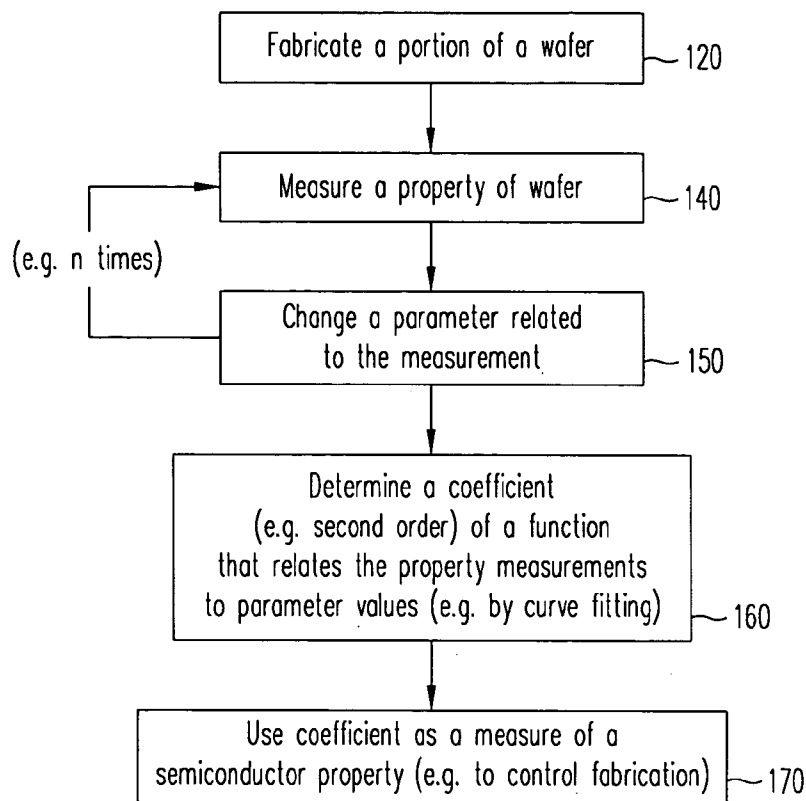 Fabricate a portion of a wafer
120
Measure a property of wafer
140
(e.g. n times)
Change a parameter related
to the measurement
150
Determine a coefficient
(e.g. second order) of a function
that relates the property measurements
to parameter values (e.g. by curve fitting)
160
Use coefficient as a measure of a
semiconductor property (e.g. to control fabrication)
170